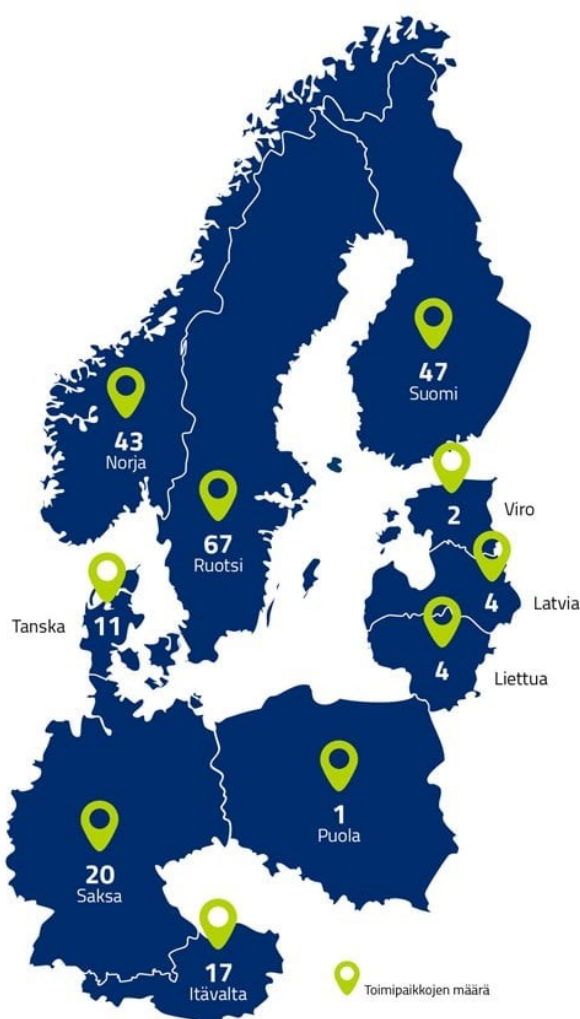 47
Suomi
43
Norja
2
Viro
67
Ruotsi
4
Latvia
Tanska
11
4
Liettua
1
Puola
20
Saksa
17
Itävalta
Toimipaikkojen määrä